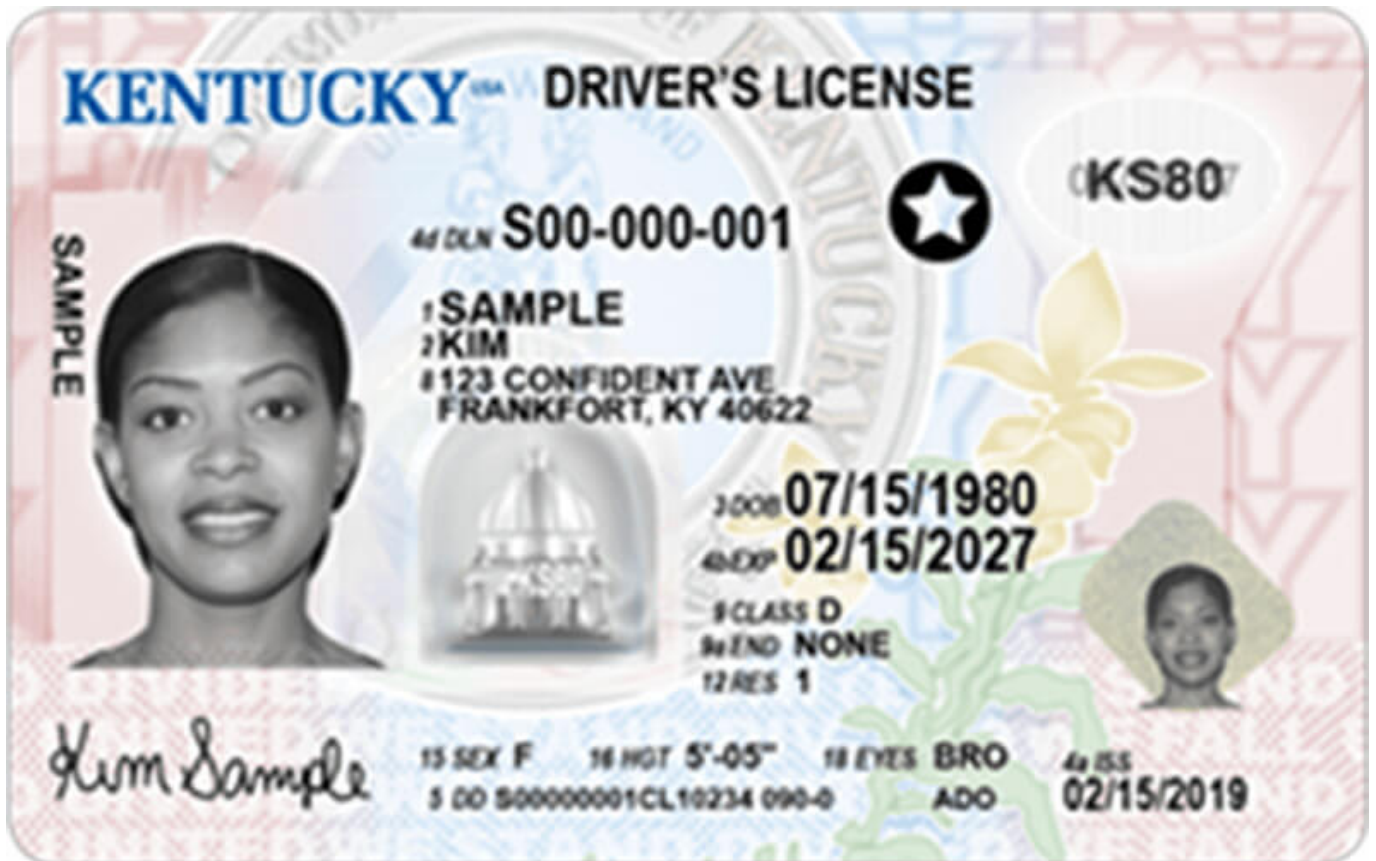 KENTUCKY USA DRIVER'S LICENSE
KS80
SAMPLE
4d DLN S00-000-001
1 SAMPLE
2 KIM
8 123 CONFIDENT AVE
FRANKFORT, KY 40622
KENTUCKY
3 DOB 07/15/1980
4b EXP 02/15/2027
KS80
9 CLASS D
9a END NONE
12 RES 1
Kim Sample
15 SEX F 16 HGT 5'-05" 18 EYES BRO
4a ISS
5 DD S00000001CL10234 090-0 ADO 02/15/2019